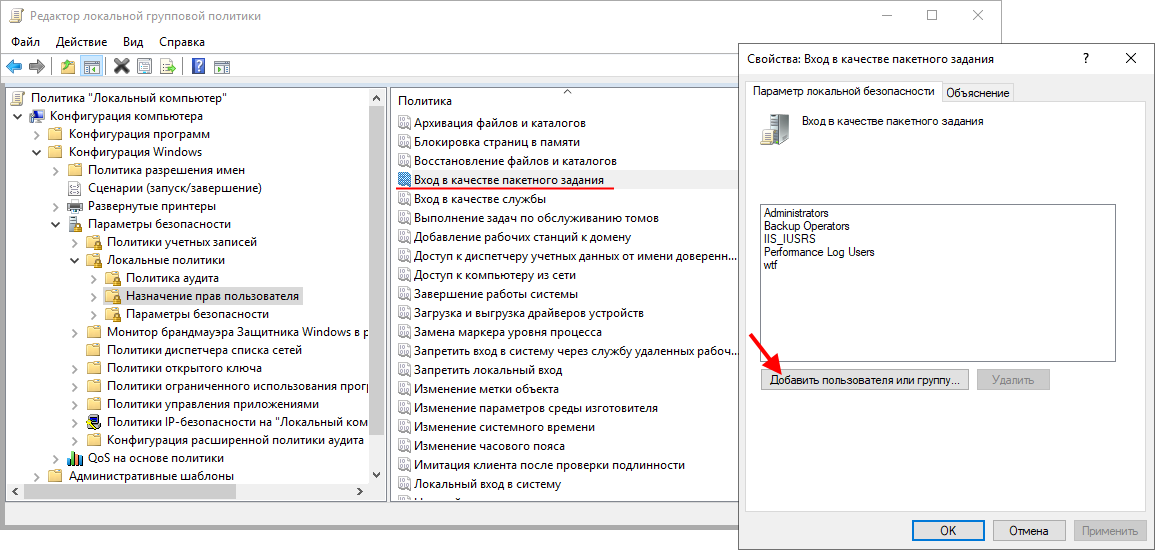 Редактор локальной групповой политики
Файл Действие Вид Справка
Политика "Локальный компьютер"
Конфигурация компьютера
Конфигурация программ
Конфигурация Windows
Политика разрешения имен
Сценарии (запуск/завершение)
Развернутые принтеры
Параметры безопасности
Политики учетных записей
Локальные политики
Политика аудита
Назначение прав пользователя
Параметры безопасности
Монитор брандмауэра Защитника Windows в р
Политики диспетчера списка сетей
Политики открытого ключа
Политики ограниченного использования прог
Политики управления приложениями
Политики IP-безопасности на "Локальный ком
Конфигурация расширенной политики аудита
QoS на основе политики
Административные шаблоны
Политика
Архивация файлов и каталогов
Блокировка страниц в памяти
Восстановление файлов и каталогов
Вход в качестве пакетного задания
Вход в качестве службы
Выполнение задач по обслуживанию томов
Добавление рабочих станций к домену
Доступ к диспетчеру учетных данных от имени доверенн...
Доступ к компьютеру из сети
Завершение работы системы
Загрузка и выгрузка драйверов устройств
Замена маркера уровня процесса
Запретить вход в систему через службу удаленных рабоч...
Запретить локальный вход
Изменение метки объекта
Изменение параметров среды изготовителя
Изменение системного времени
Изменение часового пояса
Имитация клиента после проверки подлинности
Локальный вход в систему
Свойства: Вход в качестве пакетного задания
?
Параметр локальной безопасности Объяснение
Вход в качестве пакетного задания
Administrators
Backup Operators
IIS_IUSRS
Performance Log Users
wtf
Добавить пользователя или группу... Удалить
OK Отмена Применить